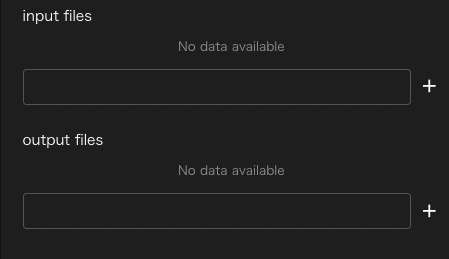 input files
No data available
+
output files
No data available
+